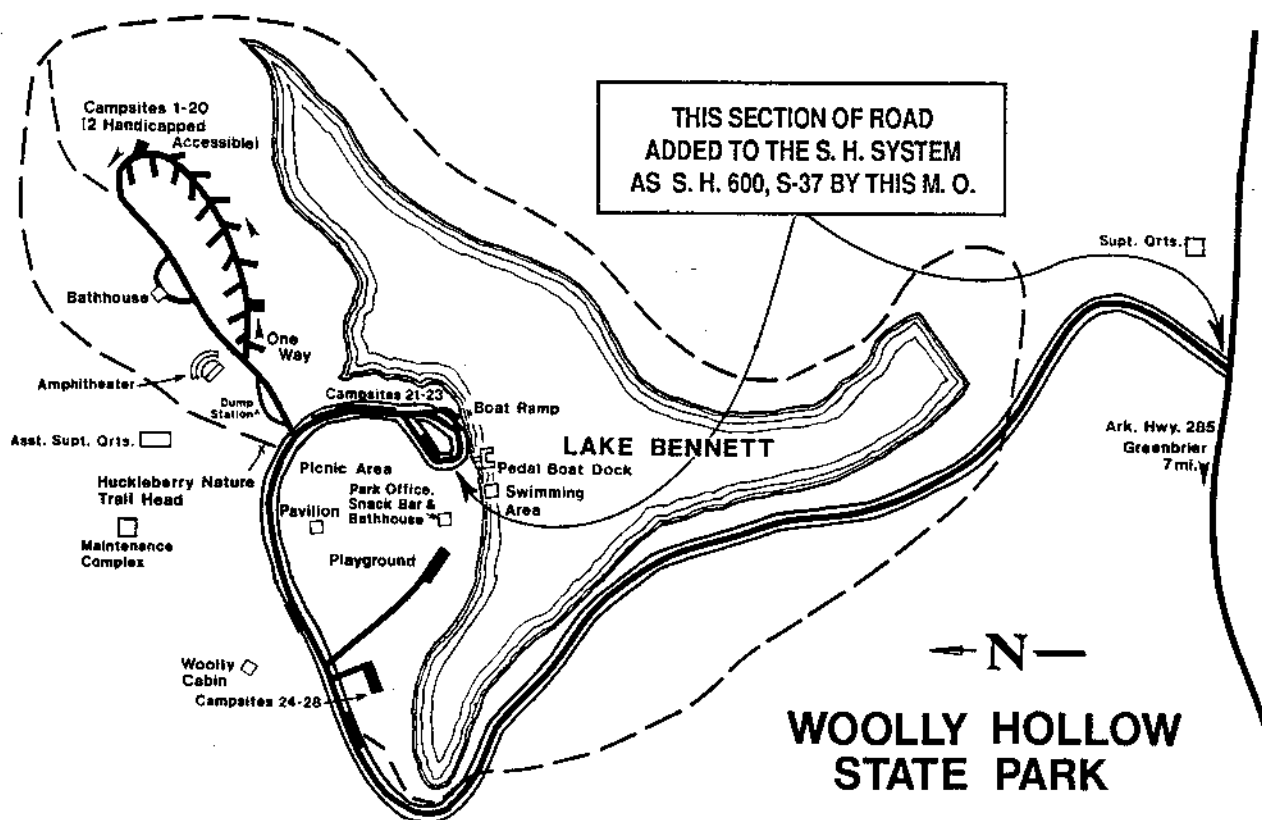 Campsites 1-20
[2 Handicapped
Accessible]
THIS SECTION OF ROAD
ADDED TO THE S. H. SYSTEM
AS S. H. 600, S-37 BY THIS M. O.
Supt. Qrts.
Bathhouse
One
Way
Amphitheater
Dump
Station
Campsites 21-23
Boat Ramp
LAKE BENNETT
Ark. Hwy. 285
Greenbrier
7 mi.
Asst. Supt. Qrts.
Picnic Area
Pedal Boat Dock
Huckleberry Nature
Trail Head
Park Office,
Snack Bar &
Bathhouse
Swimming
Area
Pavilion
Maintenance
Complex
Playground
Woolly
Cabin
Campsites 24-28
N
WOOLLY HOLLOW
STATE PARK